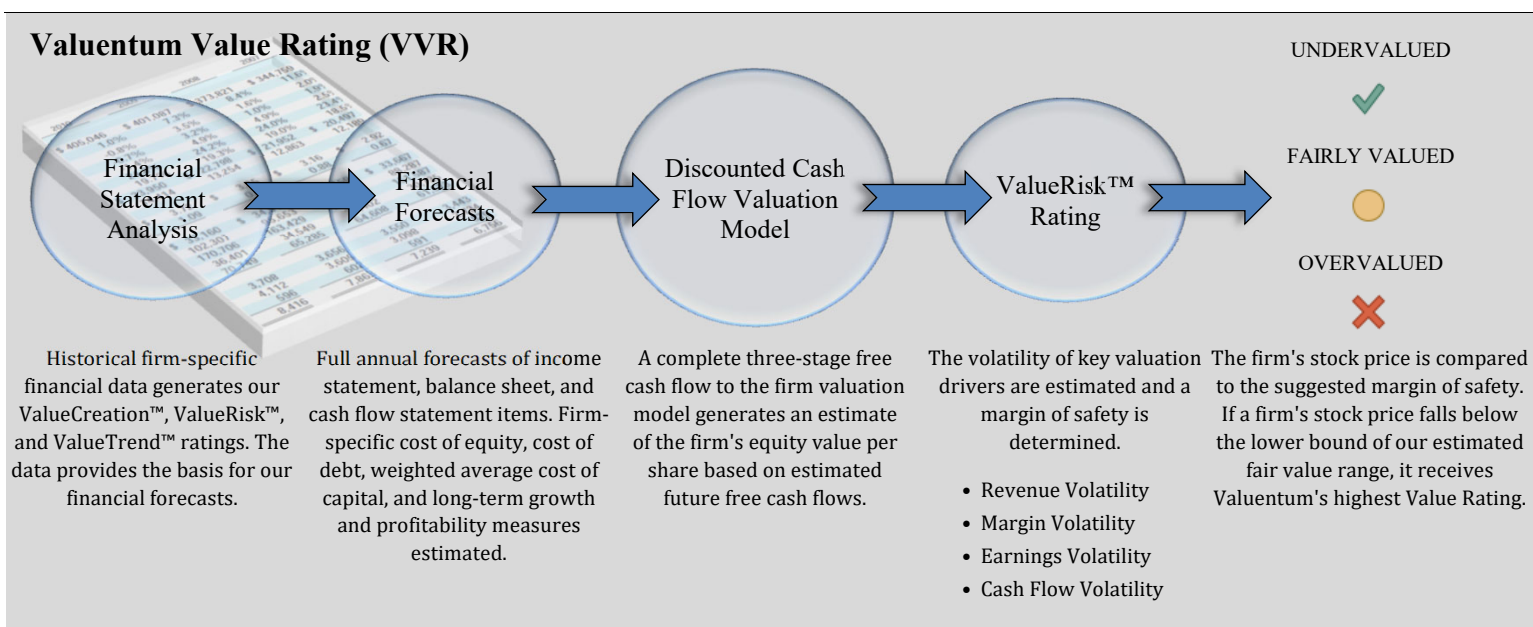 Valuentum Value Rating (VVR)
Financial
Statement
Analysis
Financial
Forecasts
Discounted Cash
Flow Valuation
Model
ValueRisk™
Rating
UNDERVALUED
FAIRLY VALUED
OVERVALUED
Historical firm-specific
financial data generates our
ValueCreation™, ValueRisk™,
and ValueTrend™ ratings. The
data provides the basis for our
financial forecasts.
Full annual forecasts of income
statement, balance sheet, and
cash flow statement items. Firm-
specific cost of equity, cost of
debt, weighted average cost of
capital, and long-term growth
and profitability measures
estimated.
A complete three-stage free
cash flow to the firm valuation
model generates an estimate
of the firm's equity value per
share based on estimated
future free cash flows.
The volatility of key valuation
drivers are estimated and a
margin of safety is
determined.
• Revenue Volatility
• Margin Volatility
• Earnings Volatility
• Cash Flow Volatility
The firm's stock price is compared
to the suggested margin of safety.
If a firm's stock price falls below
the lower bound of our estimated
fair value range, it receives
Valuentum's highest Value Rating.